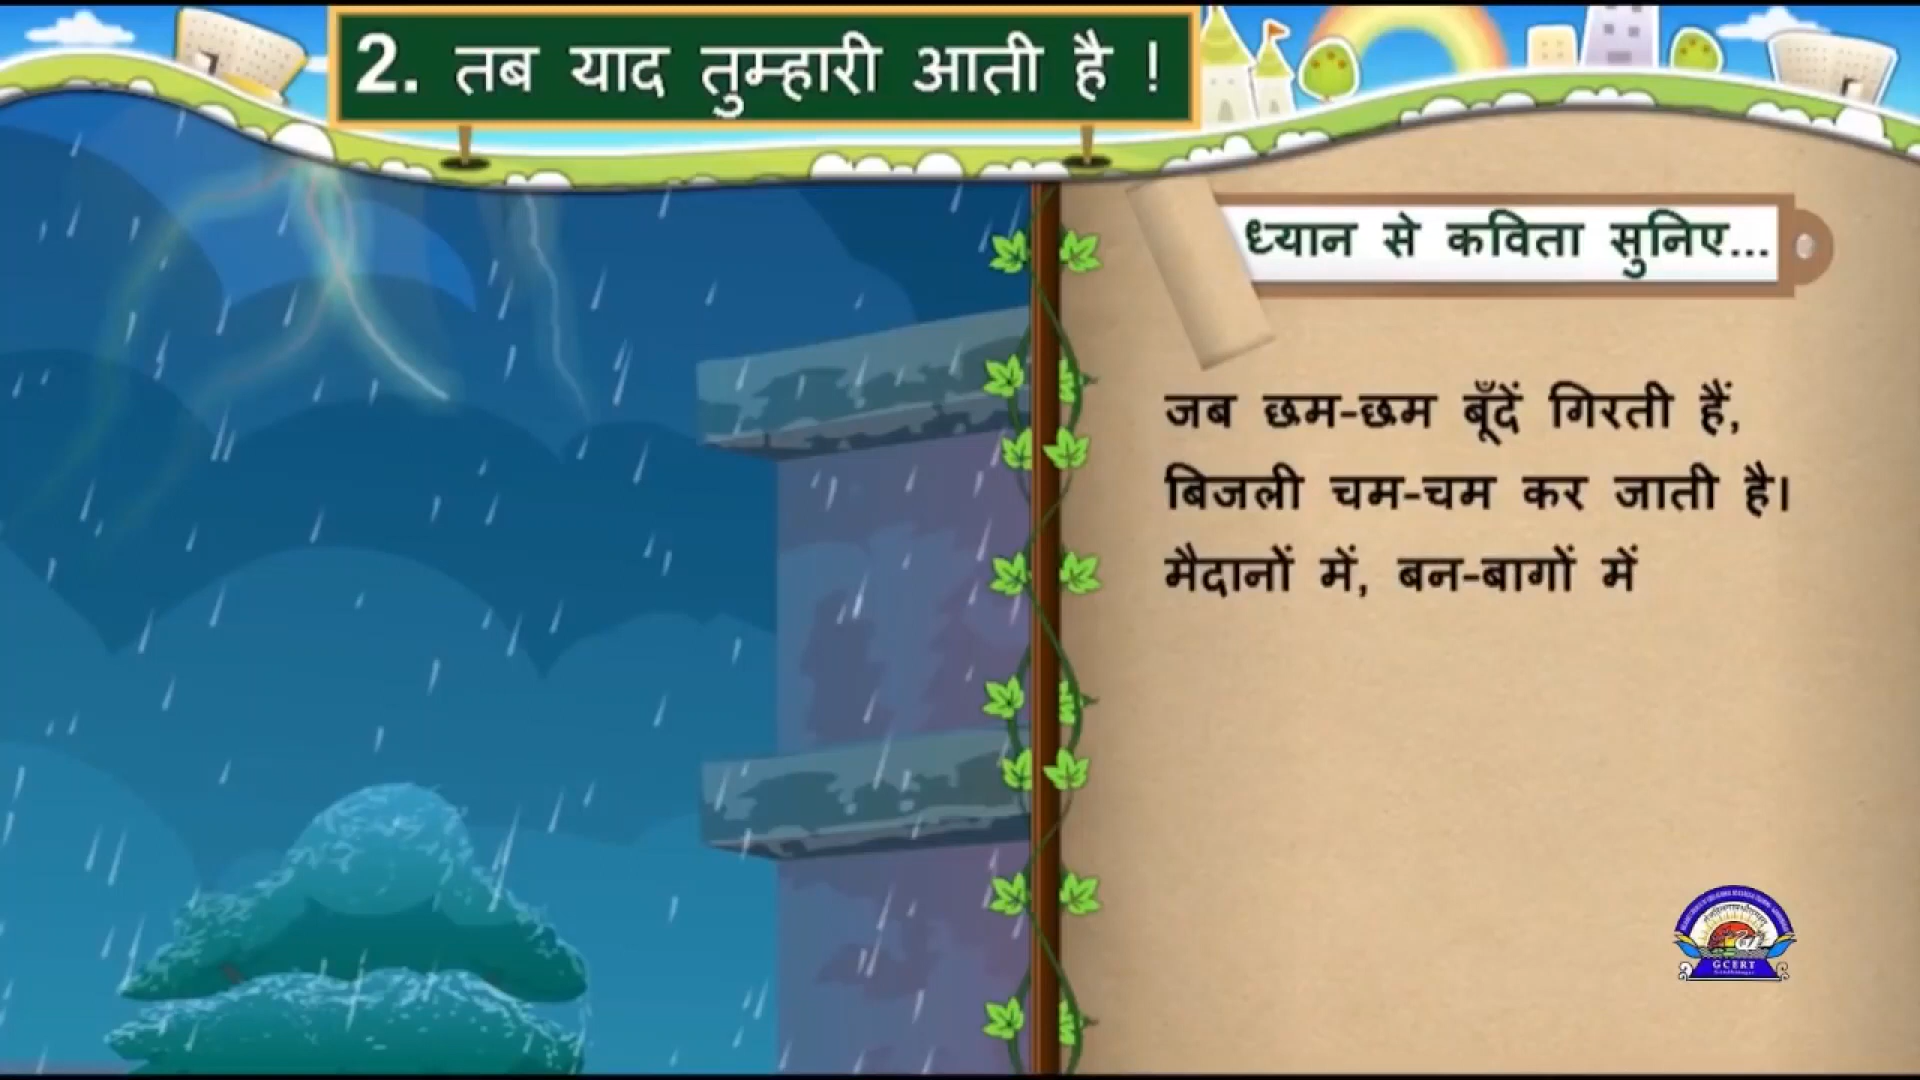 2. तब याद तुम्हारी आती है !
ध्यान से कविता सुनिए...
जब छम-छम बूँदें गिरती हैं,
बिजली चम-चम कर जाती है।
मैदानों में, बन-बागों में
GCERT